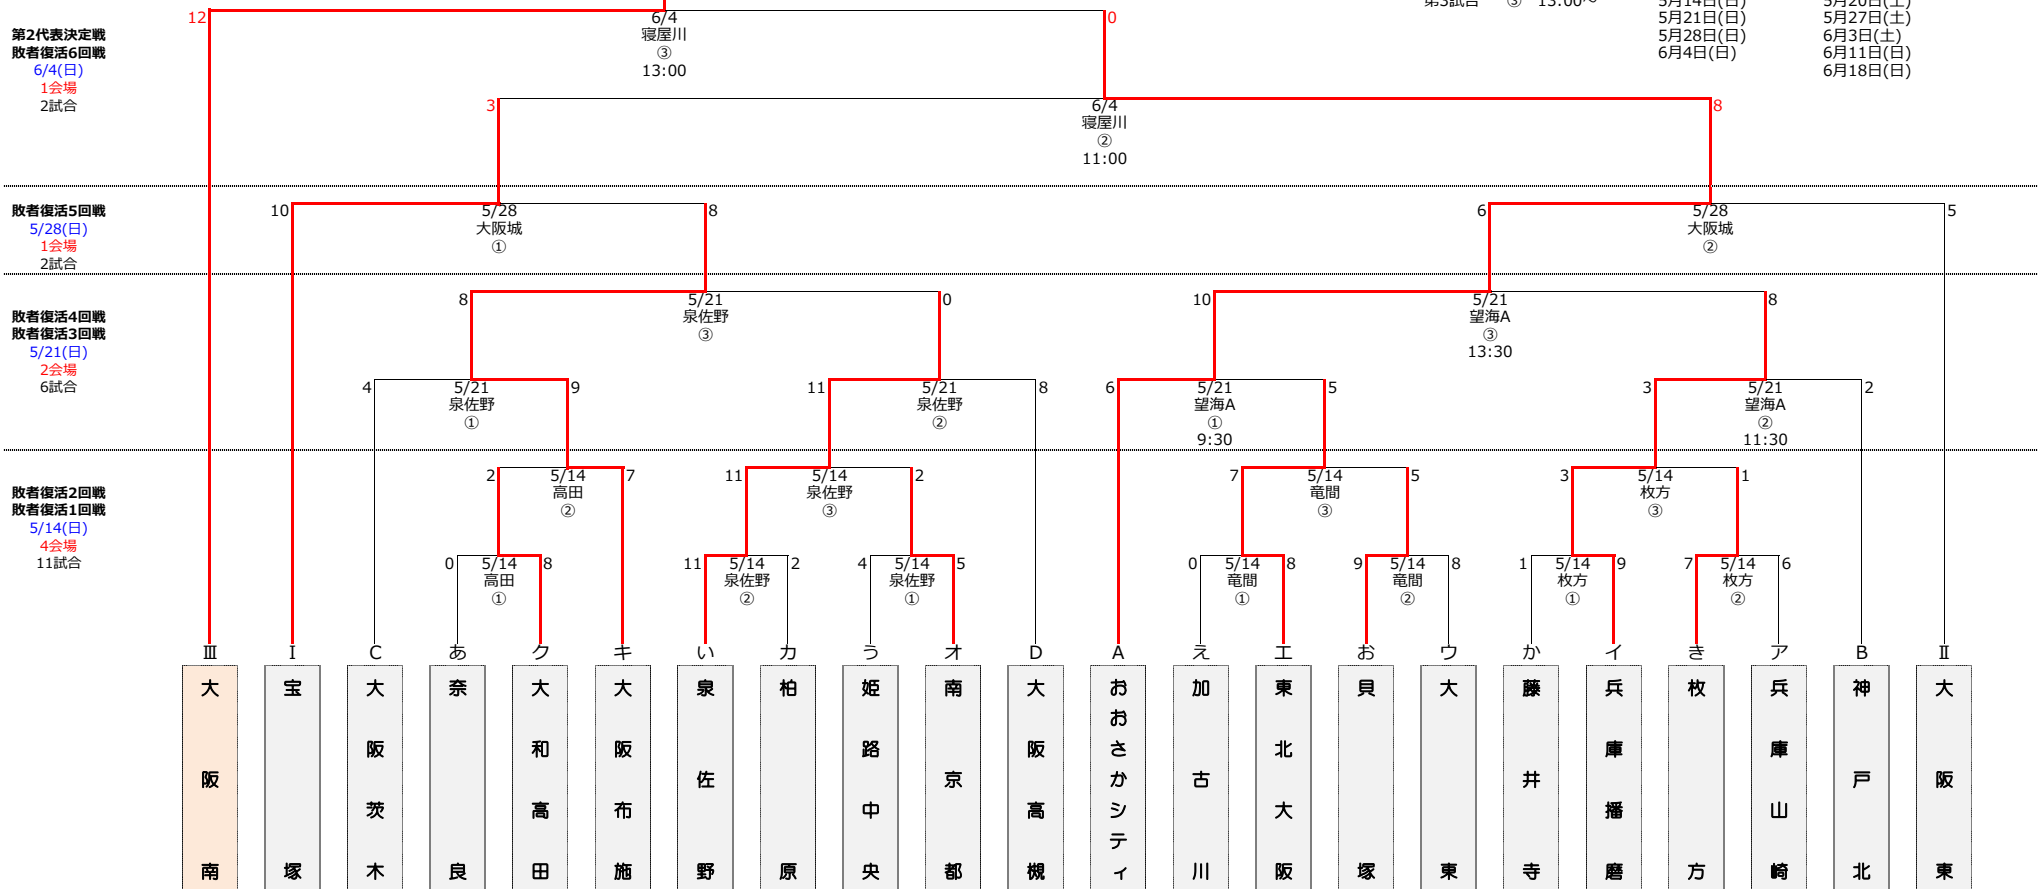 第3試合 ③ 13:00～
5月14日(日) 5月20日(土)
5月21日(日) 5月27日(土)
5月28日(日) 6月3日(土)
6月4日(日) 6月11日(日)
6月18日(日)
12 0
第2代表決定戦
敗者復活6回戦
6/4(日)
1会場
2試合
6/4
寝屋川
③
13:00
3 8
6/4
寝屋川
②
11:00
敗者復活5回戦
5/28(日)
1会場
2試合
10 8
5/28
大阪城
①
6 5
5/28
大阪城
②
敗者復活4回戦
敗者復活3回戦
5/21(日)
2会場
6試合
8 0
5/21
泉佐野
③
10 8
5/21
望海A
③
13:30
4 9
5/21
泉佐野
①
11 8
5/21
泉佐野
②
6 5
5/21
望海A
①
9:30
3 2
5/21
望海A
②
11:30
敗者復活2回戦
敗者復活1回戦
5/14(日)
4会場
11試合
2 7
5/14
高田
②
11 2
5/14
泉佐野
③
7 5
5/14
竜間
③
3 1
5/14
枚方
③
0 8
5/14
高田
①
11 2
5/14
泉佐野
②
4 5
5/14
泉佐野
①
0 8
5/14
竜間
①
9 8
5/14
竜間
②
1 9
5/14
枚方
①
7 6
5/14
枚方
②
Ⅲ Ⅰ C あ ク キ い カ う オ D A え エ お ウ か イ き ア B Ⅱ
大阪南
宝塚
大阪茨木
奈良
大和高田
大阪布施
泉佐野
柏原
姫路中央
南京都
大阪高槻
おおさかシティ
加古川
東北大阪
貝塚
大東
藤井寺
兵庫播磨
枚方
兵庫山崎
神戸北
大阪東